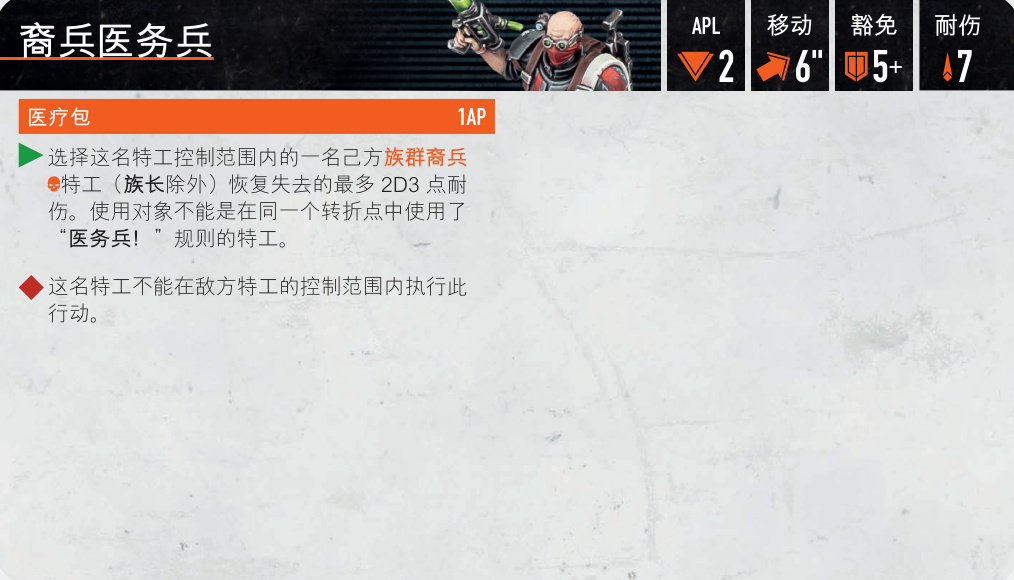 裔兵医务兵
APL
2
移动
6"
豁免
5+
耐伤
7
医疗包 1AP
选择这名特工控制范围内的一名己方族群裔兵
特工（族长除外）恢复失去的最多 2D3 点耐
伤。使用对象不能是在同一个转折点中使用了
“医务兵！”规则的特工。
这名特工不能在敌方特工的控制范围内执行此
行动。